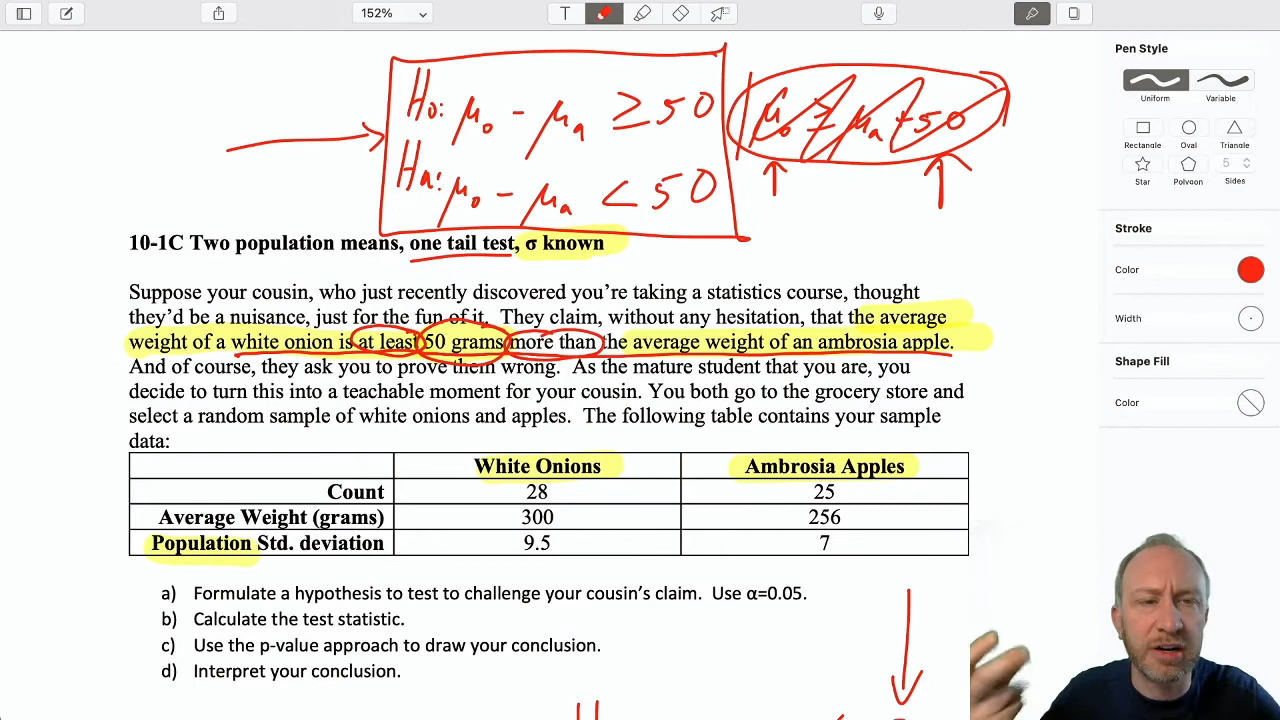 152%
T
Pen Style
Uniform
Variable
Rectangle
Oval
Triangle
Star
Polygon
5
Sides
Stroke
Color
Width
Shape Fill
Color
Ho: μo - μa ≥ 50
Ha: μo - μa < 50
μo ≥ μa + 50
10-1C Two population means, one tail test, σ known
Suppose your cousin, who just recently discovered you're taking a statistics course, thought
they'd be a nuisance, just for the fun of it. They claim, without any hesitation, that the average
weight of a white onion is at least 50 grams more than the average weight of an ambrosia apple.
And of course, they ask you to prove them wrong. As the mature student that you are, you
decide to turn this into a teachable moment for your cousin. You both go to the grocery store and
select a random sample of white onions and apples. The following table contains your sample
data:
White Onions Ambrosia Apples
Count 28 25
Average Weight (grams) 300 256
Population Std. deviation 9.5 7
a) Formulate a hypothesis to test to challenge your cousin's claim. Use α=0.05.
b) Calculate the test statistic.
c) Use the p-value approach to draw your conclusion.
d) Interpret your conclusion.